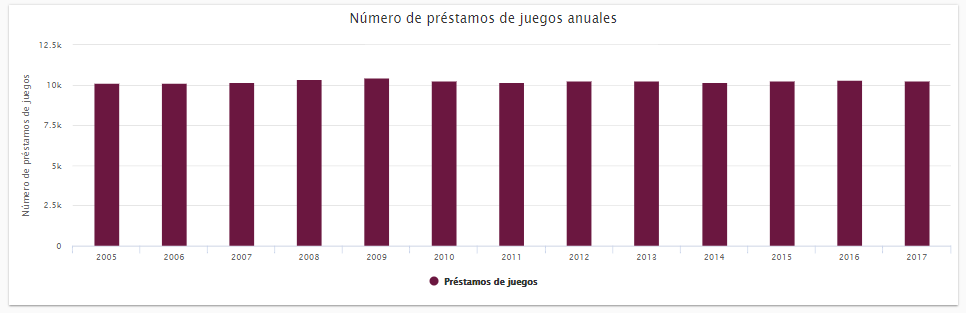 Número de préstamos de juegos anuales
Número de préstamos de juegos
12.5k
10k
7.5k
5k
2.5k
0
2005 2006 2007 2008 2009 2010 2011 2012 2013 2014 2015 2016 2017
Préstamos de juegos